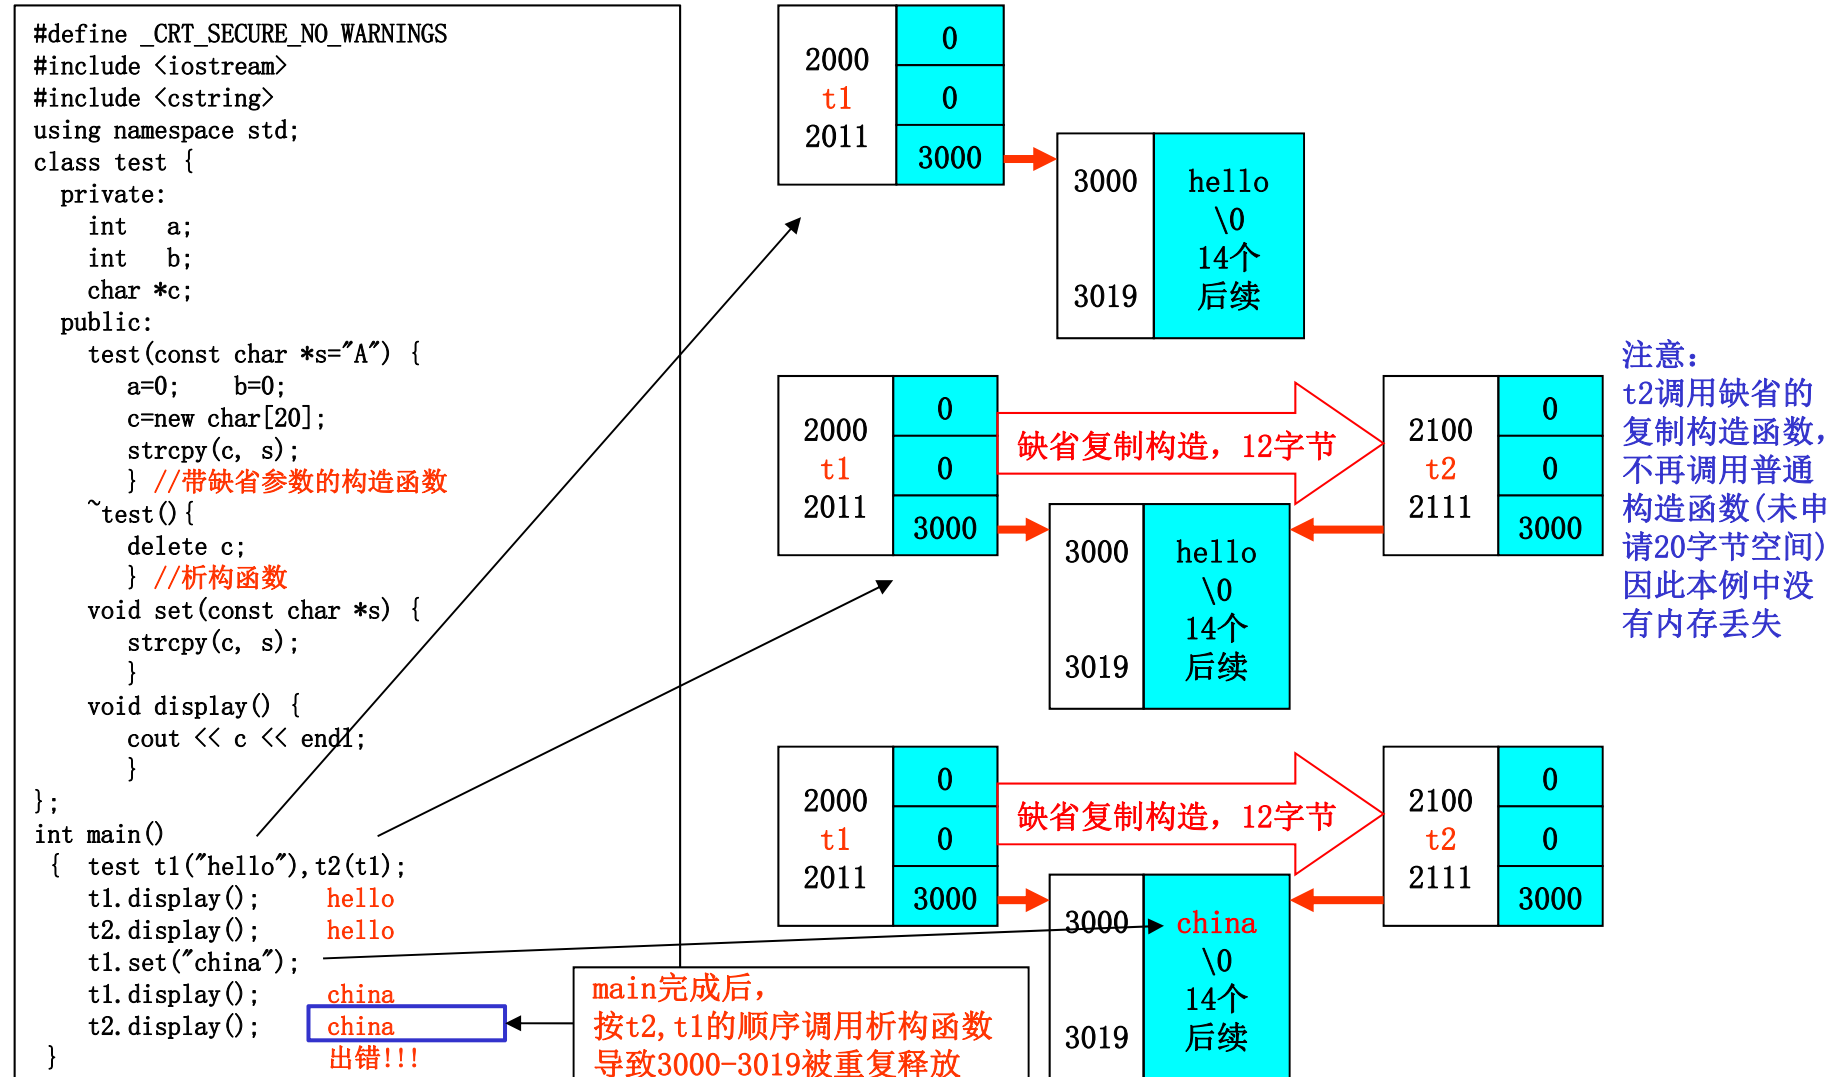 #define _CRT_SECURE_NO_WARNINGS
#include <iostream>
#include <cstring>
using namespace std;
class test {
private:
int a;
int b;
char *c;
public:
test(const char *s="A") {
a=0; b=0;
c=new char[20];
strcpy(c, s);
} //带缺省参数的构造函数
~test(){
delete c;
} //析构函数
void set(const char *s) {
strcpy(c, s);
}
void display() {
cout << c << endl;
}
};
int main()
{ test t1("hello"),t2(t1);
t1.display(); hello
t2.display(); hello
t1.set("china");
t1.display(); china
t2.display(); china
} 出错!!!
main完成后,
按t2,t1的顺序调用析构函数
导致3000-3019被重复释放
2000
t1
2011
0
0
3000
3000
3019
hello
\0
14个
后续
2000
t1
2011
0
0
3000
缺省复制构造，12字节
2100
t2
2111
0
0
3000
3000
3019
hello
\0
14个
后续
注意：
t2调用缺省的
复制构造函数，
不再调用普通
构造函数(未申
请20字节空间)
因此本例中没
有内存丢失
2000
t1
2011
0
0
3000
缺省复制构造，12字节
2100
t2
2111
0
0
3000
3000
3019
china
\0
14个
后续